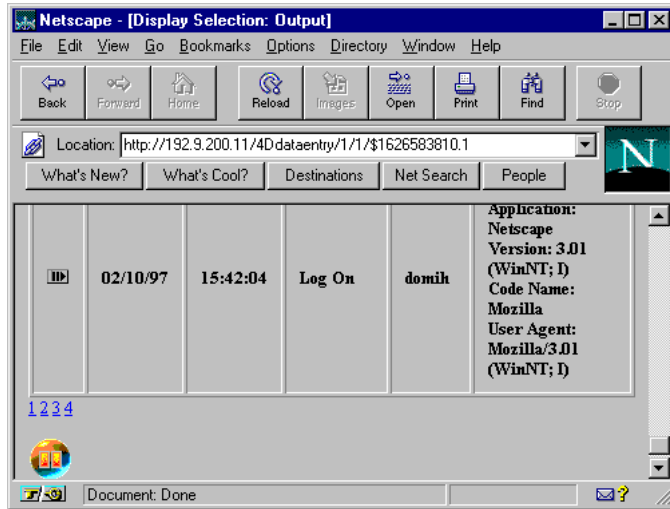 Netscape - [Display Selection: Output]
File Edit View Go Bookmarks Options Directory Window Help
Back Forward Home Reload Images Open Print Find Stop
Location: http://192.9.200.11/4Ddataentry/1/1/$1626583810.1
N
What's New? What's Cool? Destinations Net Search People
Application:
Netscape
Version: 3.01
(WinNT; I)
Code Name:
Mozilla
User Agent:
Mozilla/3.01
(WinNT; I)
02/10/97 15:42:04 Log On domih
1 2 3 4
Document: Done